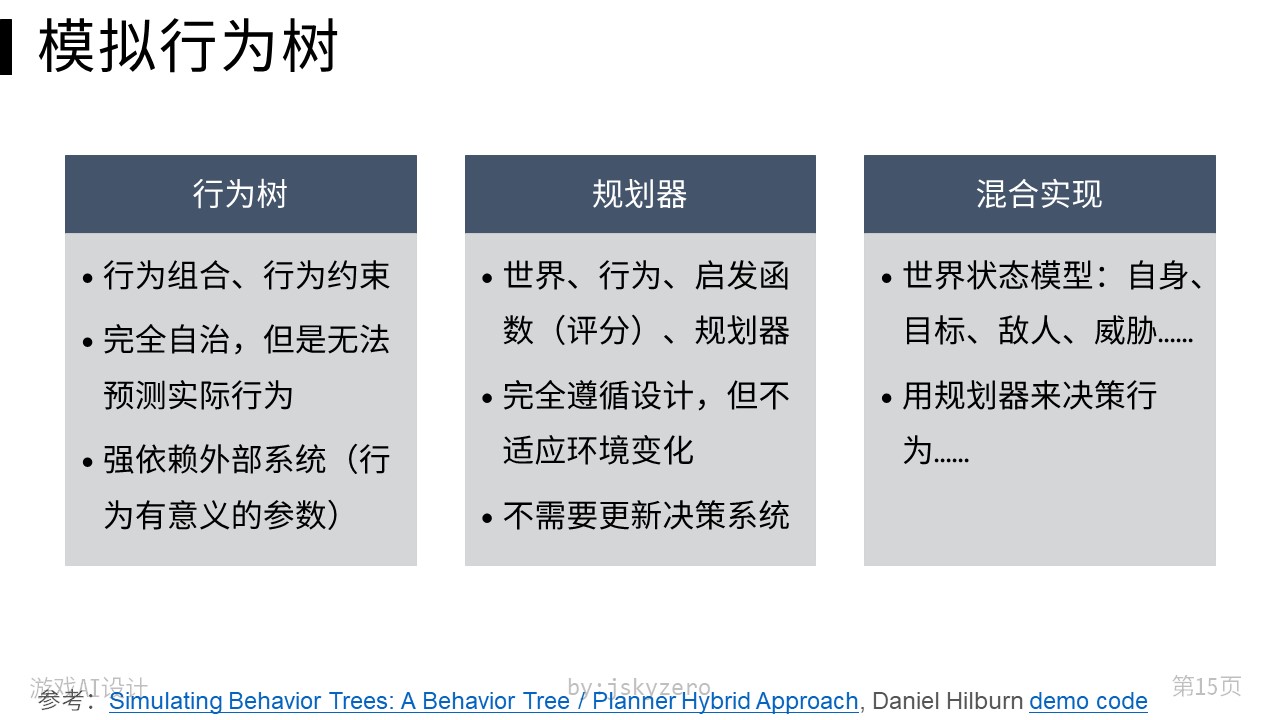 模拟行为树
行为树
• 行为组合、行为约束
• 完全自治，但是无法
预测实际行为
• 强依赖外部系统（行
为有意义的参数）
规划器
• 世界、行为、启发函
数（评分）、规划器
• 完全遵循设计，但不
适应环境变化
• 不需要更新决策系统
混合实现
• 世界状态模型：自身、
目标、敌人、威胁……
• 用规划器来决策行
为……
游戏AI设计
by:jskyzero
第15页
参考：Simulating Behavior Trees: A Behavior Tree / Planner Hybrid Approach, Daniel Hilburn demo code